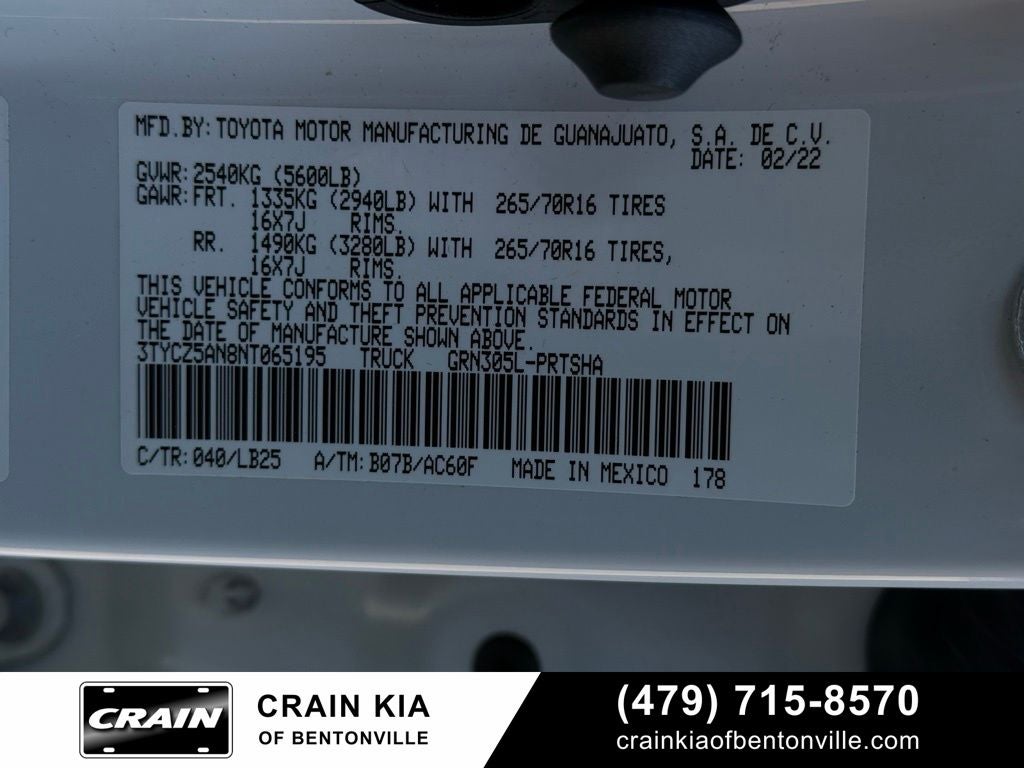 MFD.BY: TOYOTA MOTOR MANUFACTURING DE GUANAJUATO, S.A. DE C.V.
DATE: 02/22
GVWR: 2540KG (5600LB)
GAWR: FRT. 1335KG (2940LB) WITH 265/70R16 TIRES
16X7J RIMS.
RR. 1490KG (3280LB) WITH 265/70R16 TIRES,
16X7J RIMS.
THIS VEHICLE CONFORMS TO ALL APPLICABLE FEDERAL MOTOR
VEHICLE SAFETY AND THEFT PREVENTION STANDARDS IN EFFECT ON
THE DATE OF MANUFACTURE SHOWN ABOVE.
3TYCZ5AN8NT065195 TRUCK GRN305L-PRTSHA
C/TR: 040/LB25 A/TM: B07B/AC60F MADE IN MEXICO 178
CRAIN
CRAIN KIA
OF BENTONVILLE
(479) 715-8570
crainkiaofbentonville.com